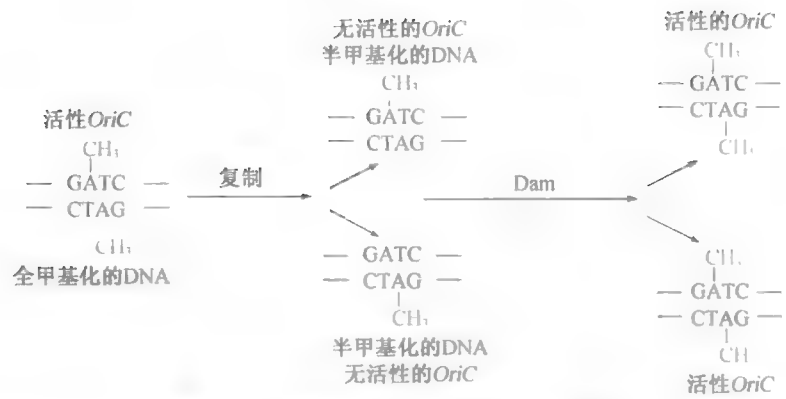 活性OriC
CH₃
GATC
CTAG
CH₃
全甲基化的DNA
复制
无活性的OriC
半甲基化的DNA
CH₃
GATC
CTAG
GATC
CTAG
CH₃
半甲基化的DNA
无活性的OriC
Dam
活性的OriC
CH₃
GATC
CTAG
CH₃
CH₃
GATC
CTAG
CH
活性OriC